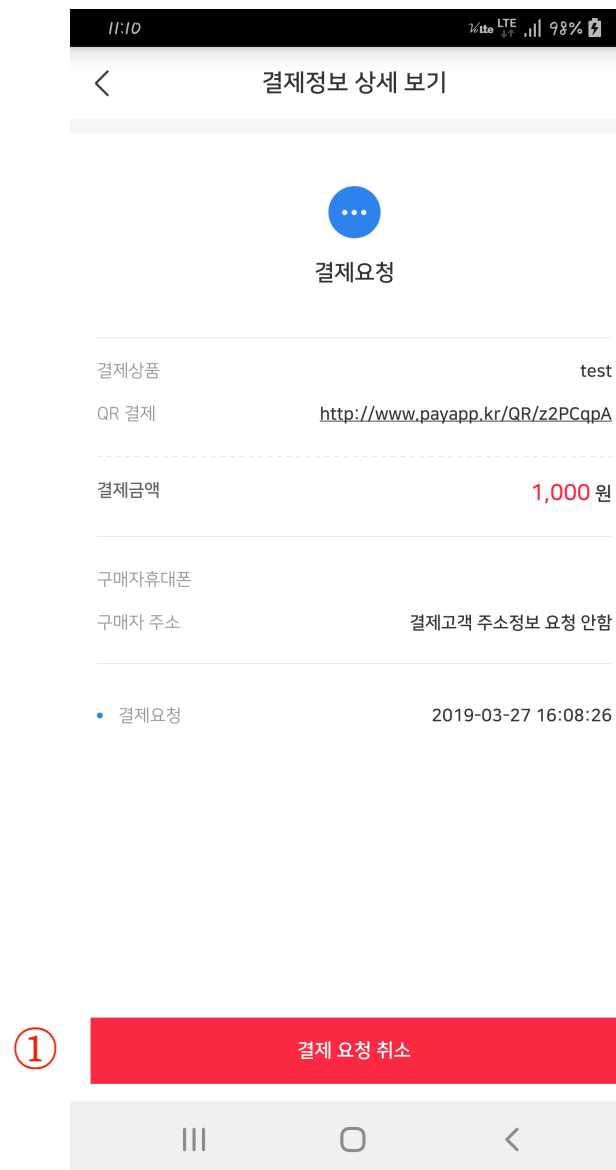 11:10 Volte LTE 98%
결제정보 상세 보기
결제요청
결제상품 test
QR 결제 http://www.payapp.kr/QR/z2PCqpA
결제금액 1,000 원
구매자휴대폰
구매자 주소 결제고객 주소정보 요청 안함
• 결제요청 2019-03-27 16:08:26
① 결제 요청 취소